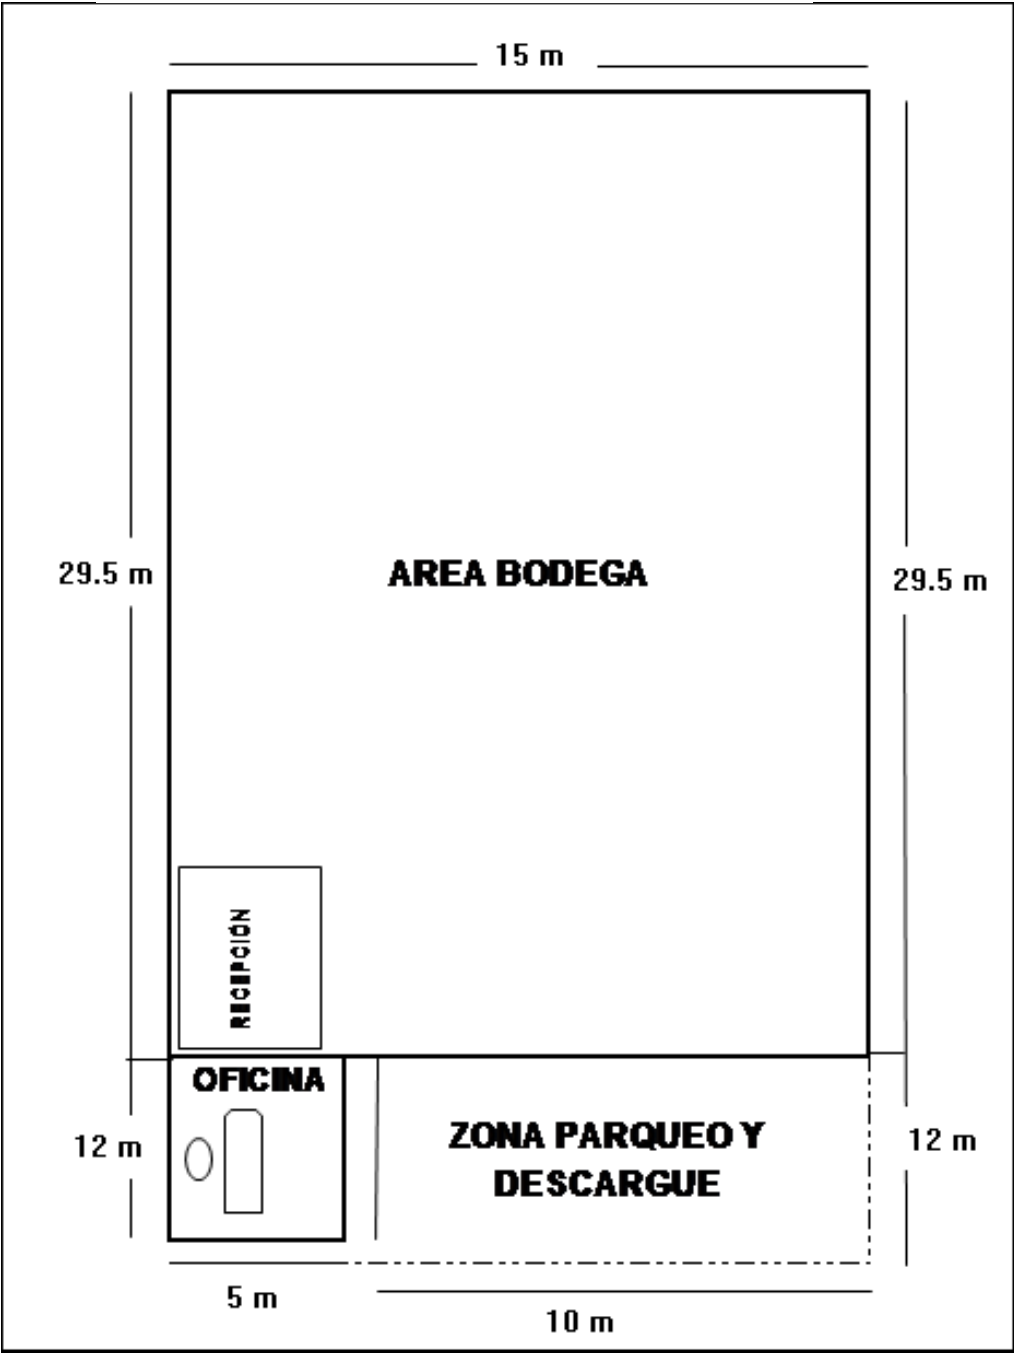 15 m
29.5 m
AREA BODEGA
29.5 m
RECEPCIÓN
OFICINA
12 m
ZONA PARQUEO Y
DESCARGUE
12 m
5 m
10 m